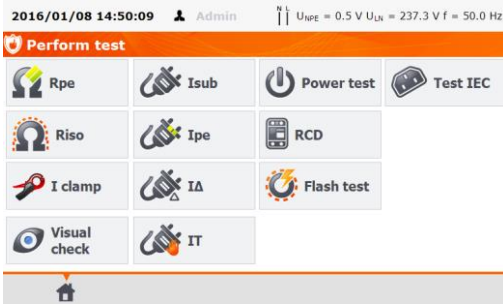 2016/01/08 14:50:09 Admin N L U_NPE = 0.5 V U_LN = 237.3 V f = 50.0 Hz
Perform test
Rpe Isub Power test Test IEC
Riso Ipe RCD
I clamp IΔ Flash test
Visual check IT